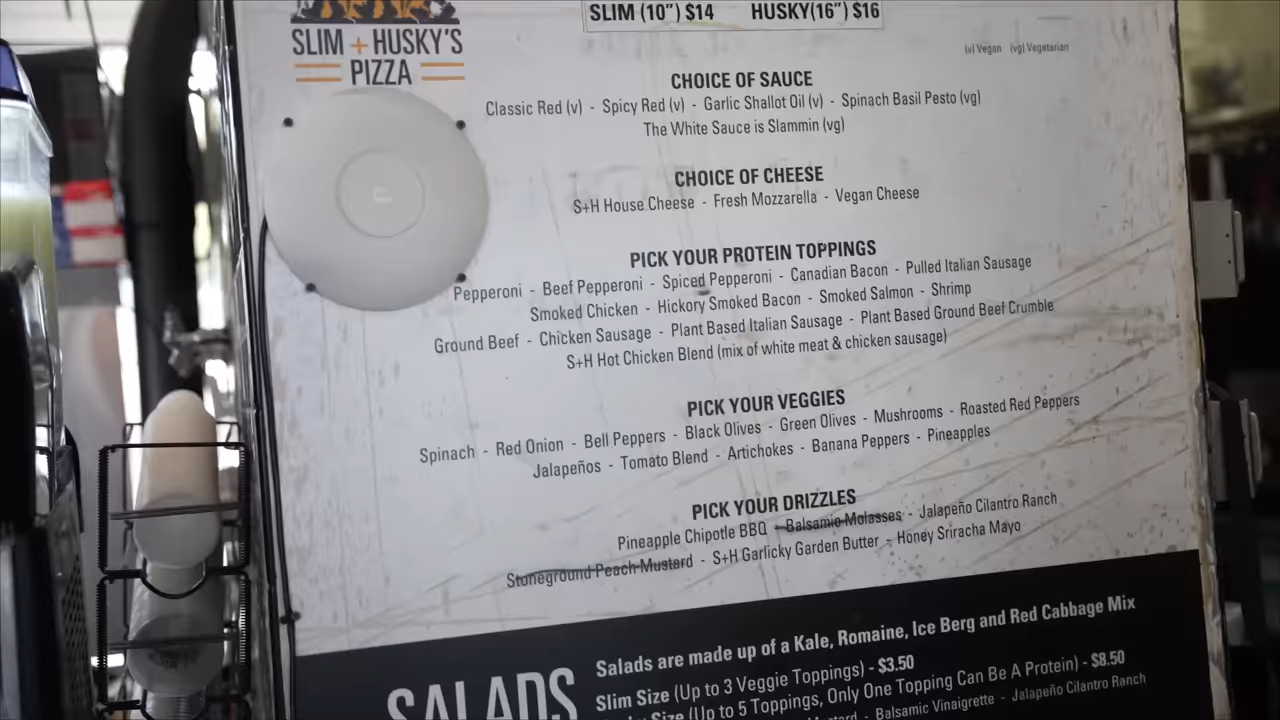 SLIM (10") $14 HUSKY(16") $16
SLIM + HUSKY'S
PIZZA
(v) Vegan (vg) Vegetarian
CHOICE OF SAUCE
Classic Red (v) - Spicy Red (v) - Garlic Shallot Oil (v) - Spinach Basil Pesto (vg)
The White Sauce is Slammin (vg)
CHOICE OF CHEESE
S+H House Cheese - Fresh Mozzarella - Vegan Cheese
PICK YOUR PROTEIN TOPPINGS
Pepperoni - Beef Pepperoni - Spiced Pepperoni - Canadian Bacon - Pulled Italian Sausage
Smoked Chicken - Hickory Smoked Bacon - Smoked Salmon - Shrimp
Ground Beef - Chicken Sausage - Plant Based Italian Sausage - Plant Based Ground Beef Crumble
S+H Hot Chicken Blend (mix of white meat & chicken sausage)
PICK YOUR VEGGIES
Spinach - Red Onion - Bell Peppers - Black Olives - Green Olives - Mushrooms - Roasted Red Peppers
Jalapeños - Tomato Blend - Artichokes - Banana Peppers - Pineapples
PICK YOUR DRIZZLES
Pineapple Chipotle BBQ - Balsamic Molasses - Jalapeño Cilantro Ranch
Stoneground Peach Mustard - S+H Garlicky Garden Butter - Honey Sriracha Mayo
SALADS
Salads are made up of a Kale, Romaine, Ice Berg and Red Cabbage Mix
Slim Size (Up to 3 Veggie Toppings) - $3.50
Size (Up to 5 Toppings, Only One Topping Can Be A Protein) - $8.50
- Balsamic Vinaigrette - Jalapeño Cilantro Ranch